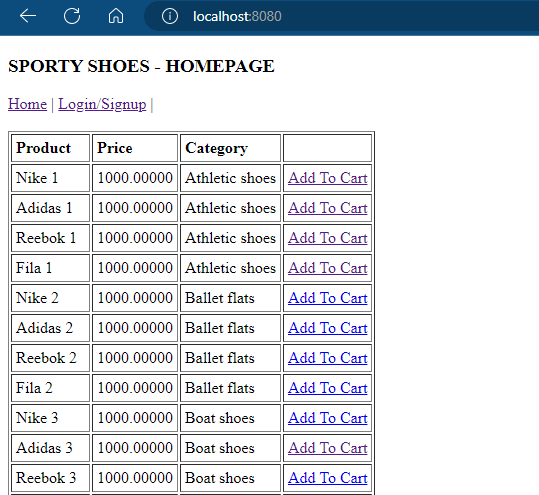 localhost:8080
SPORTY SHOES - HOMEPAGE
Home | Login/Signup |
Product Price Category
Nike 1 1000.00000 Athletic shoes Add To Cart
Adidas 1 1000.00000 Athletic shoes Add To Cart
Reebok 1 1000.00000 Athletic shoes Add To Cart
Fila 1 1000.00000 Athletic shoes Add To Cart
Nike 2 1000.00000 Ballet flats Add To Cart
Adidas 2 1000.00000 Ballet flats Add To Cart
Reebok 2 1000.00000 Ballet flats Add To Cart
Fila 2 1000.00000 Ballet flats Add To Cart
Nike 3 1000.00000 Boat shoes Add To Cart
Adidas 3 1000.00000 Boat shoes Add To Cart
Reebok 3 1000.00000 Boat shoes Add To Cart